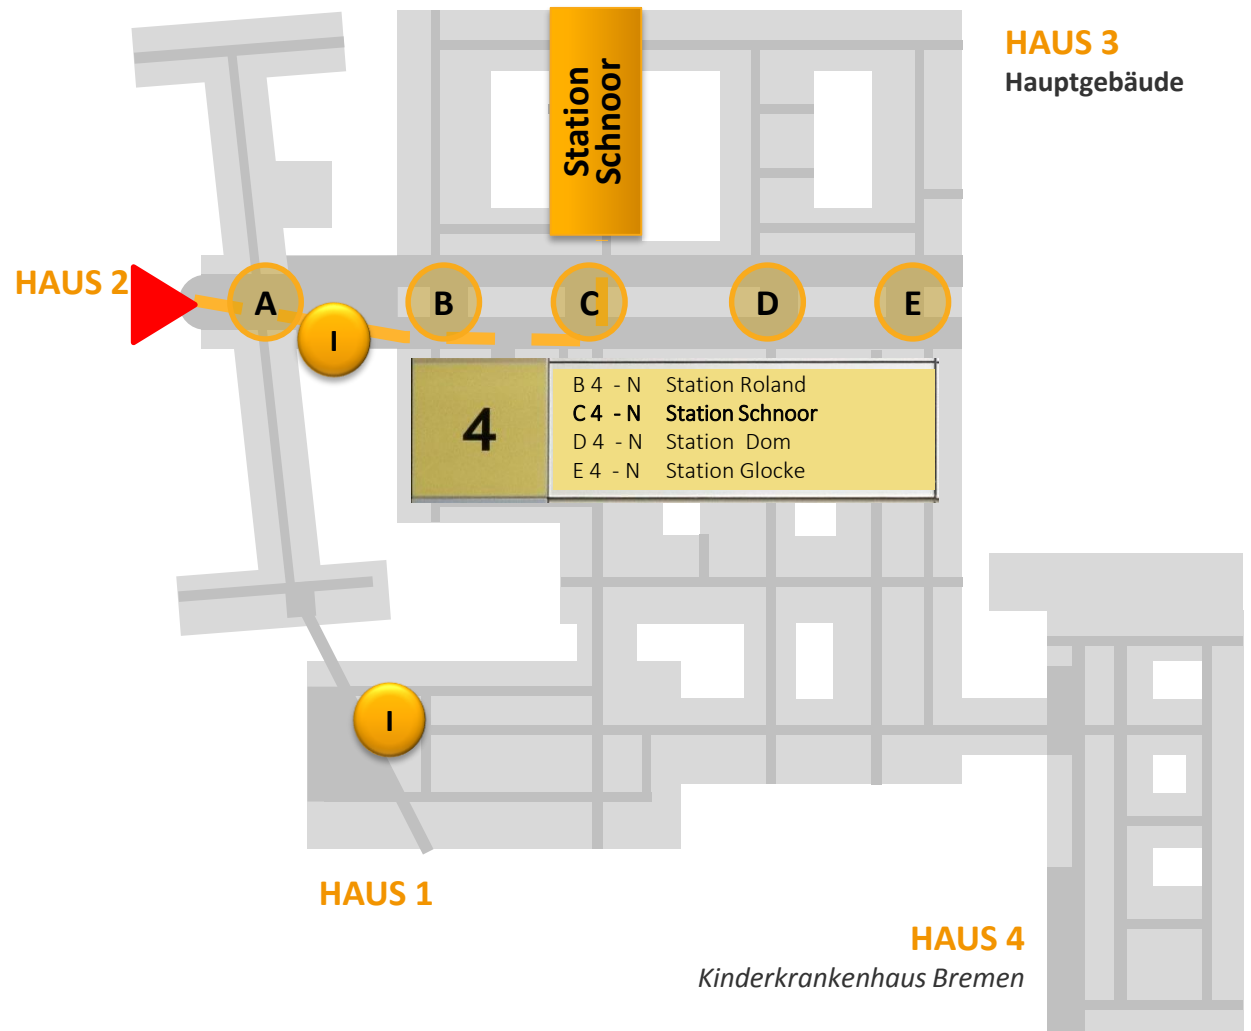 HAUS 3
Hauptgebäude
Station
Schnoor
HAUS 2
A
B
C
D
E
I
4
B 4 - N Station Roland
C 4 - N Station Schnoor
D 4 - N Station Dom
E 4 - N Station Glocke
I
HAUS 1
HAUS 4
Kinderkrankenhaus Bremen